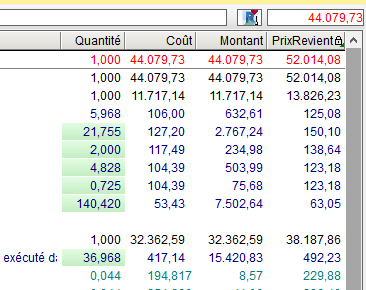 44.079,73
Quantité Coût Montant PrixRevient
1,000 44.079,73 44.079,73 52.014,08
1,000 44.079,73 44.079,73 52.014,08
1,000 11.717,14 11.717,14 13.826,23
5,968 106,00 632,61 125,08
21,755 127,20 2.767,24 150,10
2,000 117,49 234,98 138,64
4,828 104,39 503,99 123,18
0,725 104,39 75,68 123,18
140,420 53,43 7.502,64 63,05
1,000 32.362,59 32.362,59 38.187,86
exécuté da 36,968 417,14 15.420,83 492,23
0,044 194,817 8,57 229,88